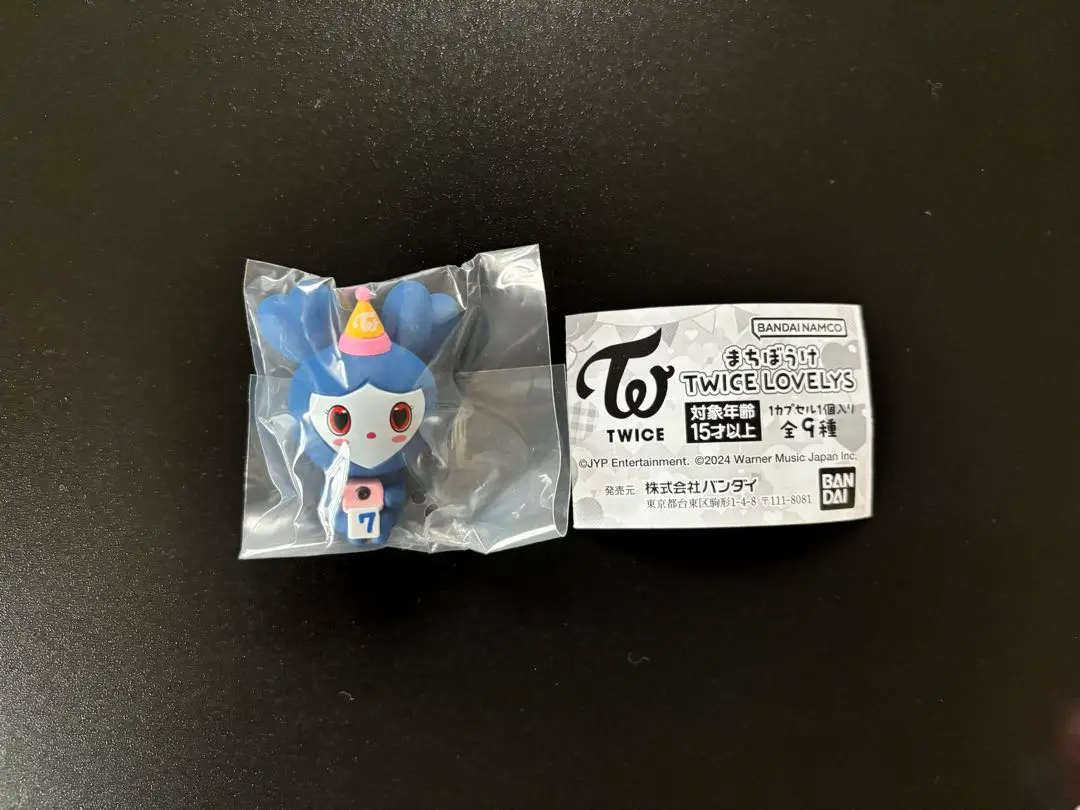 TW
7
BANDAI NAMCO
まちぼうけ
TWICE LOVELYS
TWICE
対象年齢
15才以上
1カプセル1個入り
全9種
©JYP Entertainment. ©2024 Warner Music Japan Inc.
発売元 株式会社バンダイ
東京都台東区駒形1-4-8 〒111-8081
BAN
DAI